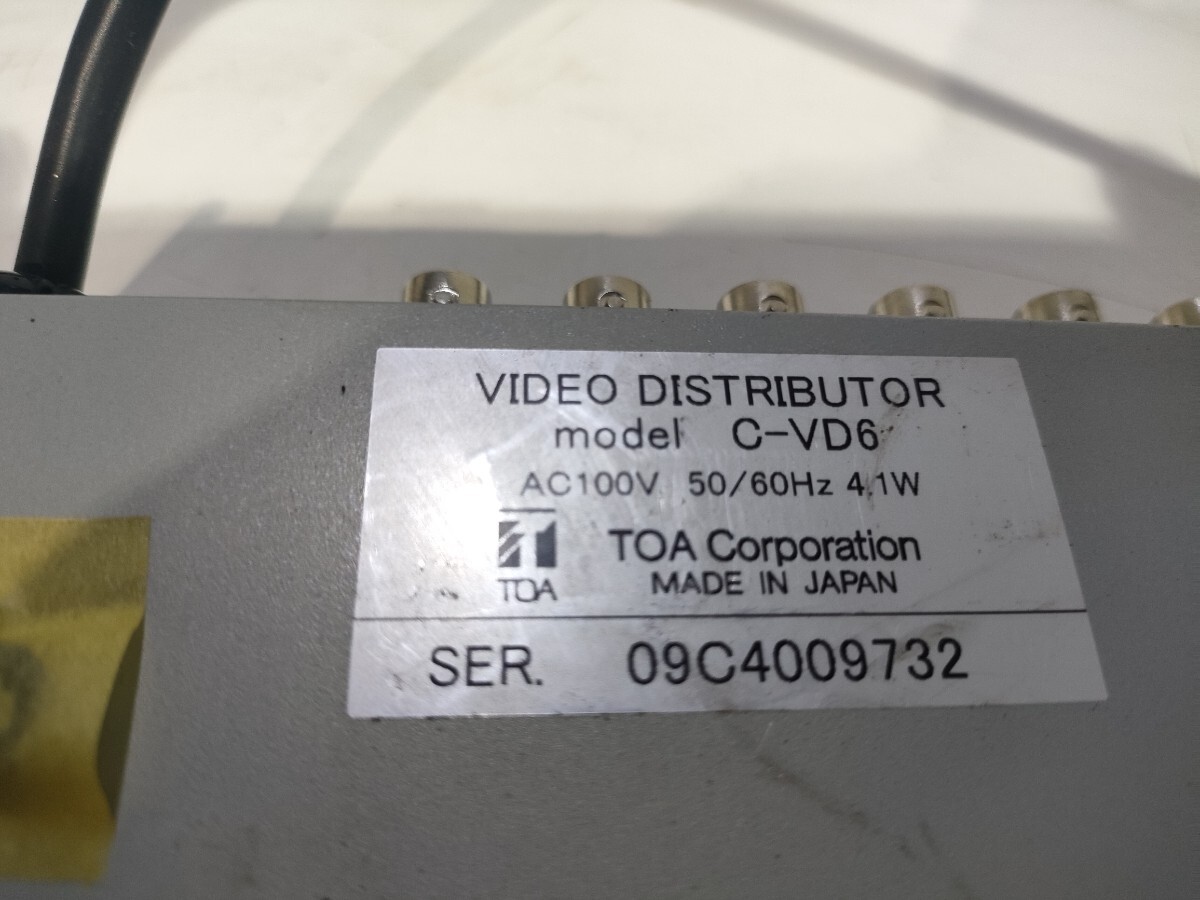 VIDEO DISTRIBUTOR
model C-VD6
AC100V 50/60Hz 4.1W
TOA Corporation
TOA
MADE IN JAPAN
SER. 09C4009732